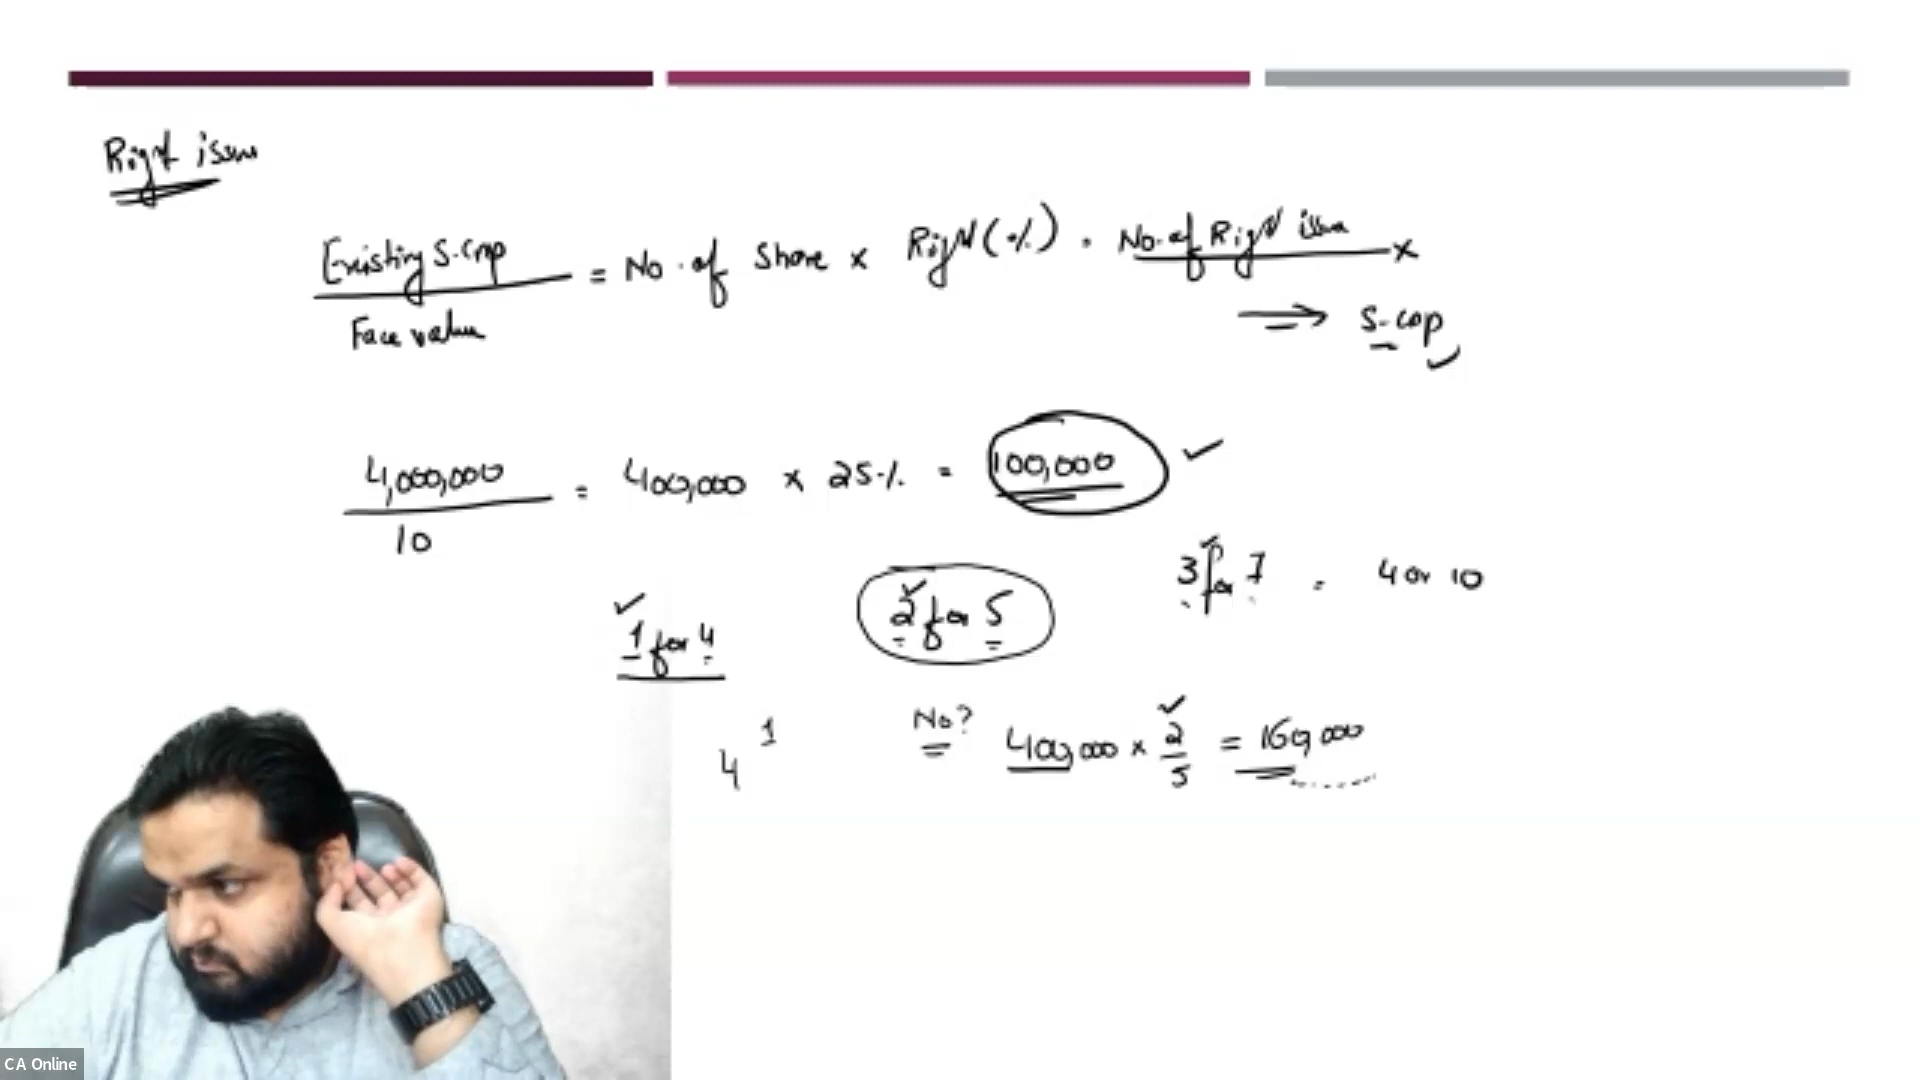 Right issue
Existing S.Cap = No. of Share x Right (%) = No. of Right issue x
Face value
⇒ S-cap
4,000,000 = 400,000 x 25% = 100,000
10
3 for 7 = 4 or 10
2 for 5
1 for 4
No? 400,000 x 2 = 160,000
5
1
4
CA Online